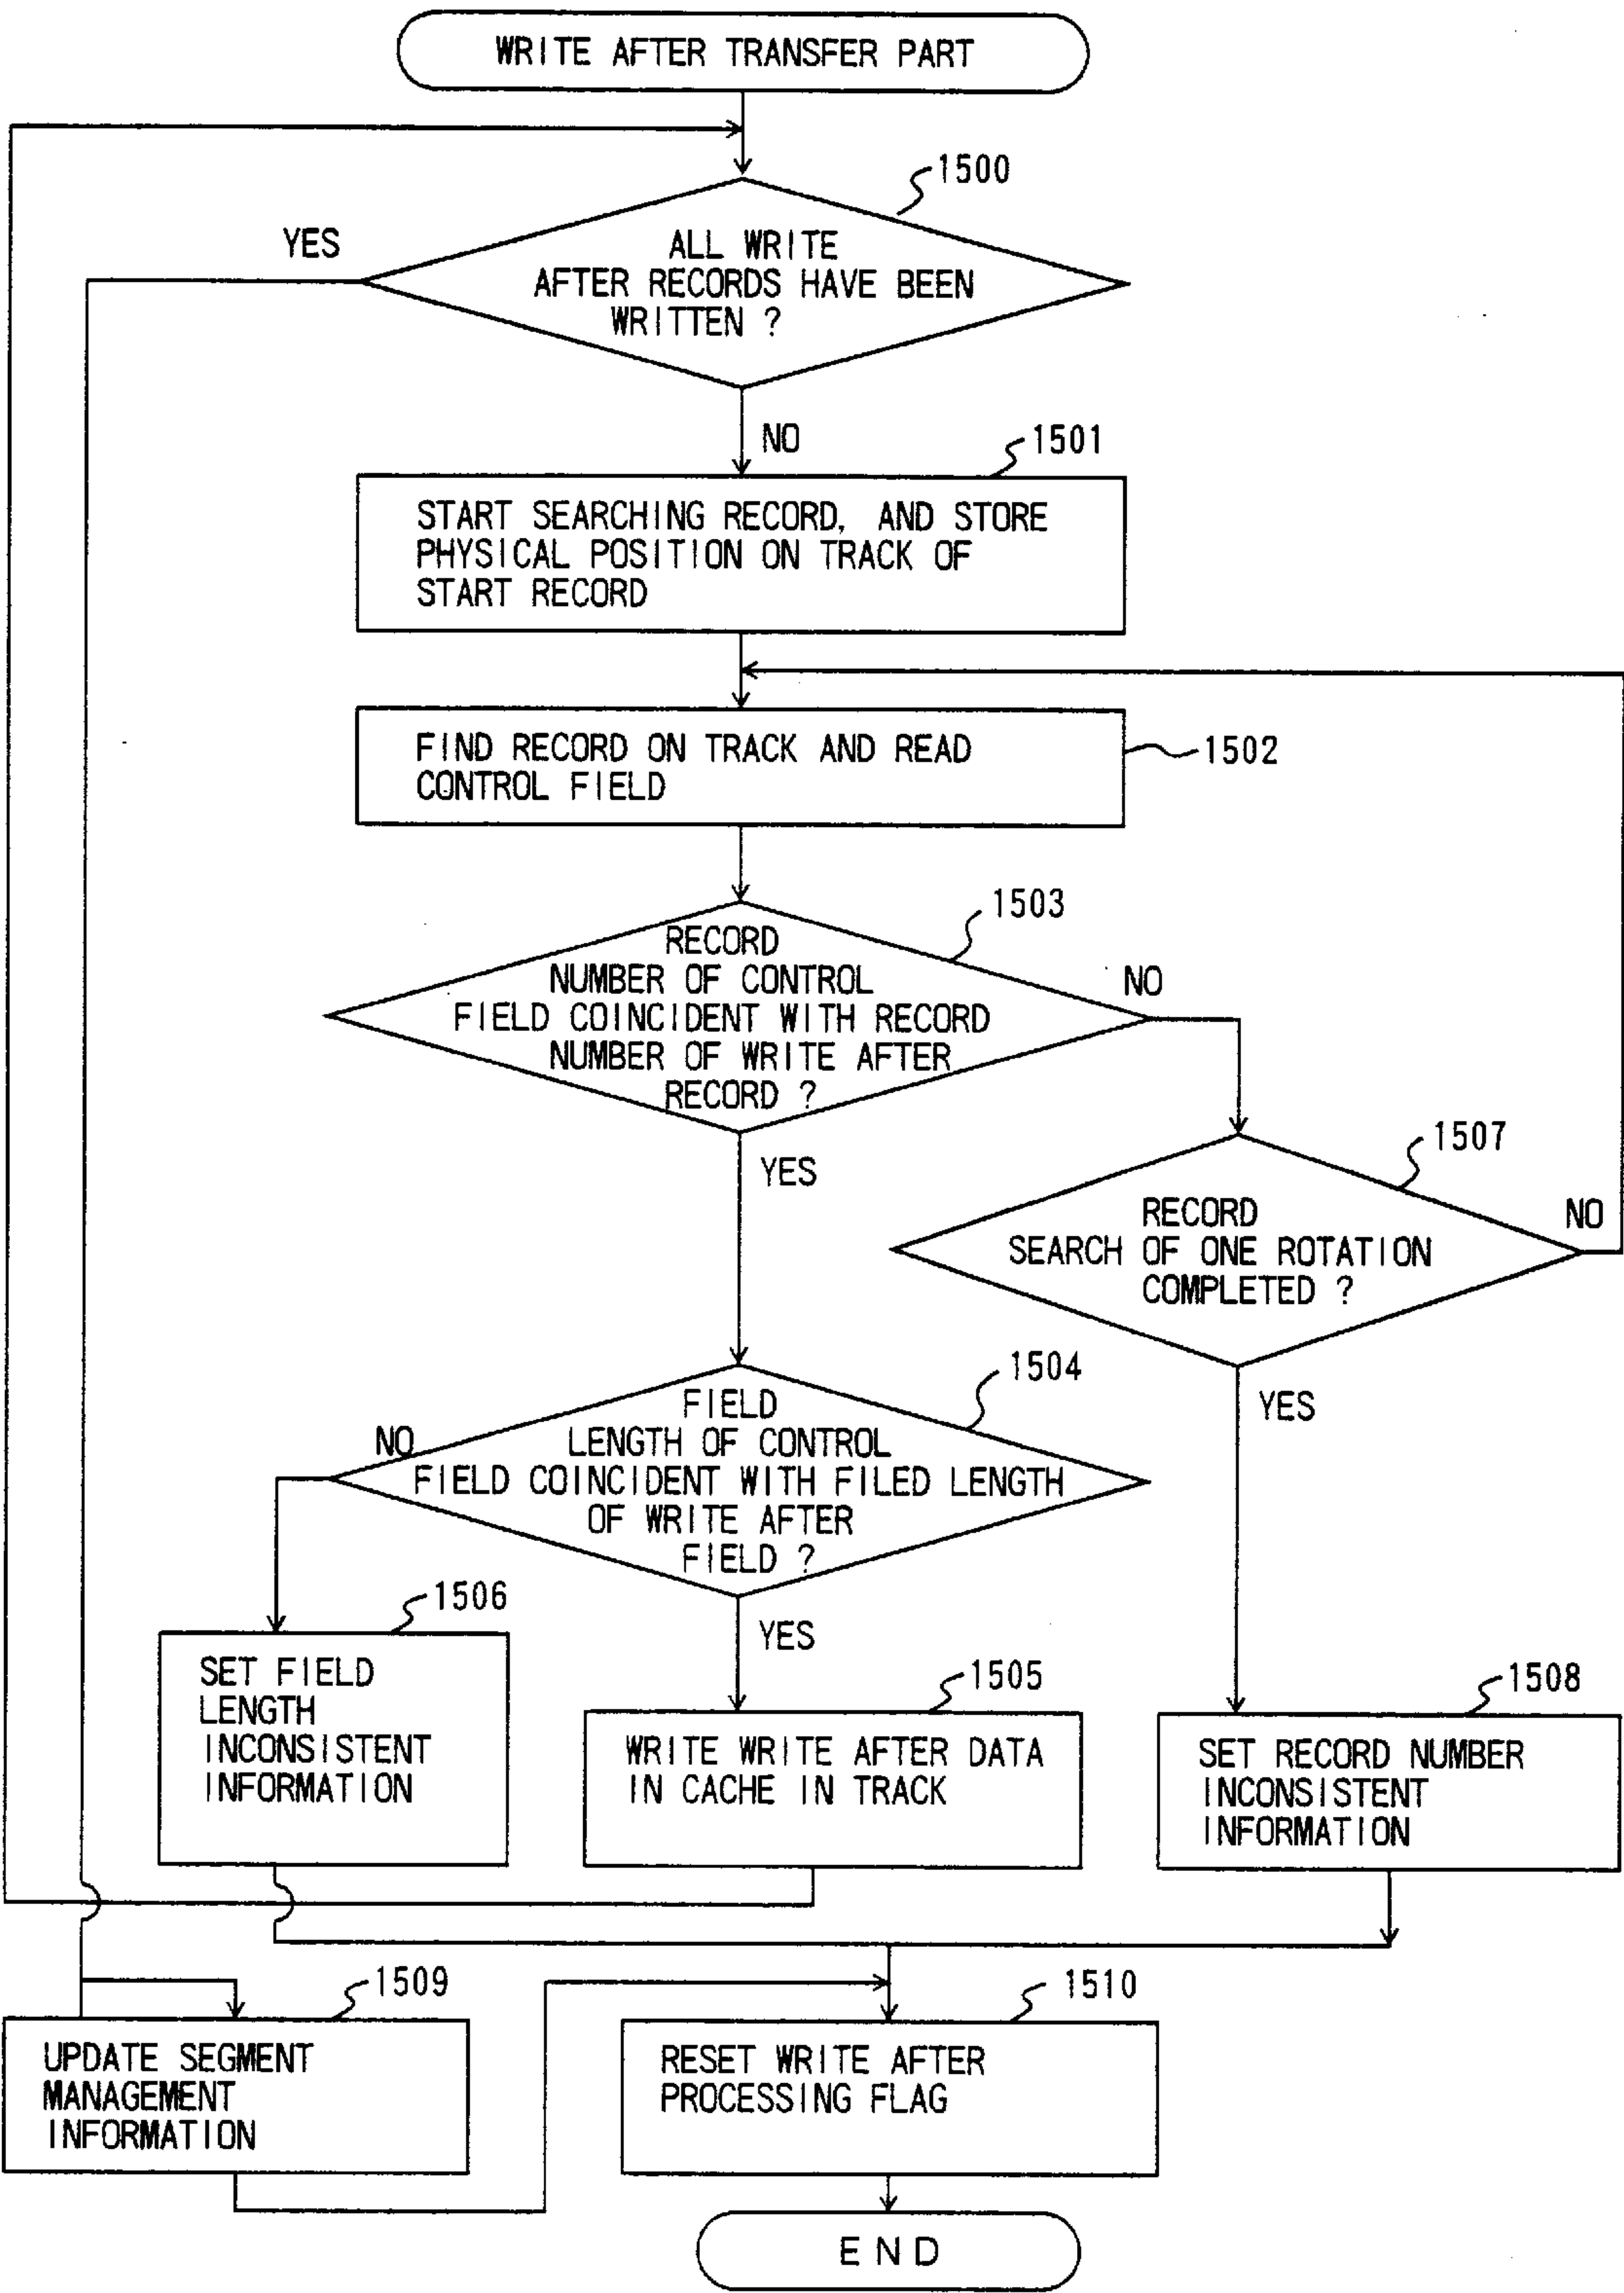 WRITE AFTER TRANSFER PART
1500
YES
ALL WRITE
AFTER RECORDS HAVE BEEN
WRITTEN ?
NO
1501
START SEARCHING RECORD, AND STORE
PHYSICAL POSITION ON TRACK OF
START RECORD
FIND RECORD ON TRACK AND READ
CONTROL FIELD
1502
1503
RECORD
NUMBER OF CONTROL
FIELD COINCIDENT WITH RECORD
NUMBER OF WRITE AFTER
RECORD ?
NO
YES
1507
RECORD
SEARCH OF ONE ROTATION
COMPLETED ?
NO
YES
1504
FIELD
LENGTH OF CONTROL
FIELD COINCIDENT WITH FILED LENGTH
OF WRITE AFTER
FIELD ?
NO
YES
1506
SET FIELD
LENGTH
INCONSISTENT
INFORMATION
1505
WRITE WRITE AFTER DATA
IN CACHE IN TRACK
1508
SET RECORD NUMBER
INCONSISTENT
INFORMATION
1509
UPDATE SEGMENT
MANAGEMENT
INFORMATION
1510
RESET WRITE AFTER
PROCESSING FLAG
END